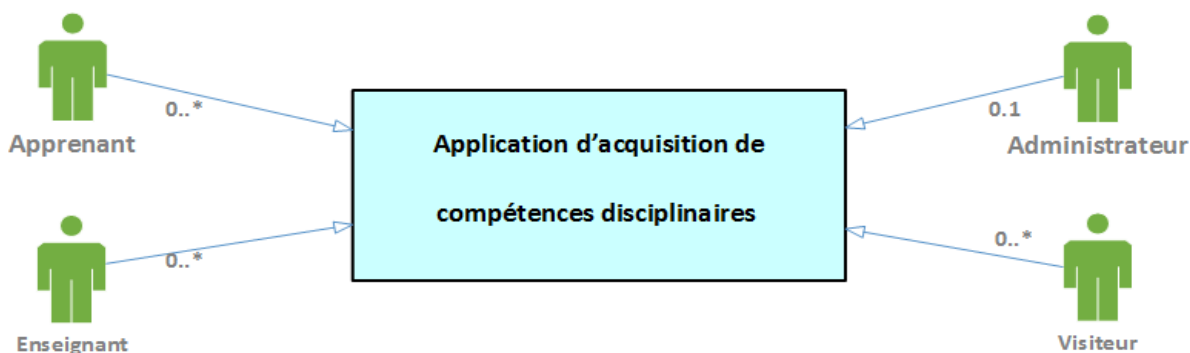 0..*
Apprenant
0.1
Administrateur
Application d’acquisition de
compétences disciplinaires
0..*
Enseignant
0..*
Visiteur